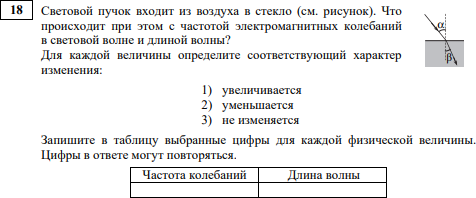 18
Световой пучок входит из воздуха в стекло (см. рисунок). Что
происходит при этом с частотой электромагнитных колебаний
в световой волне и длиной волны?
α
β
Для каждой величины определите соответствующий характер
изменения:
1) увеличивается
2) уменьшается
3) не изменяется
Запишите в таблицу выбранные цифры для каждой физической величины.
Цифры в ответе могут повторяться.
Частота колебаний Длина волны